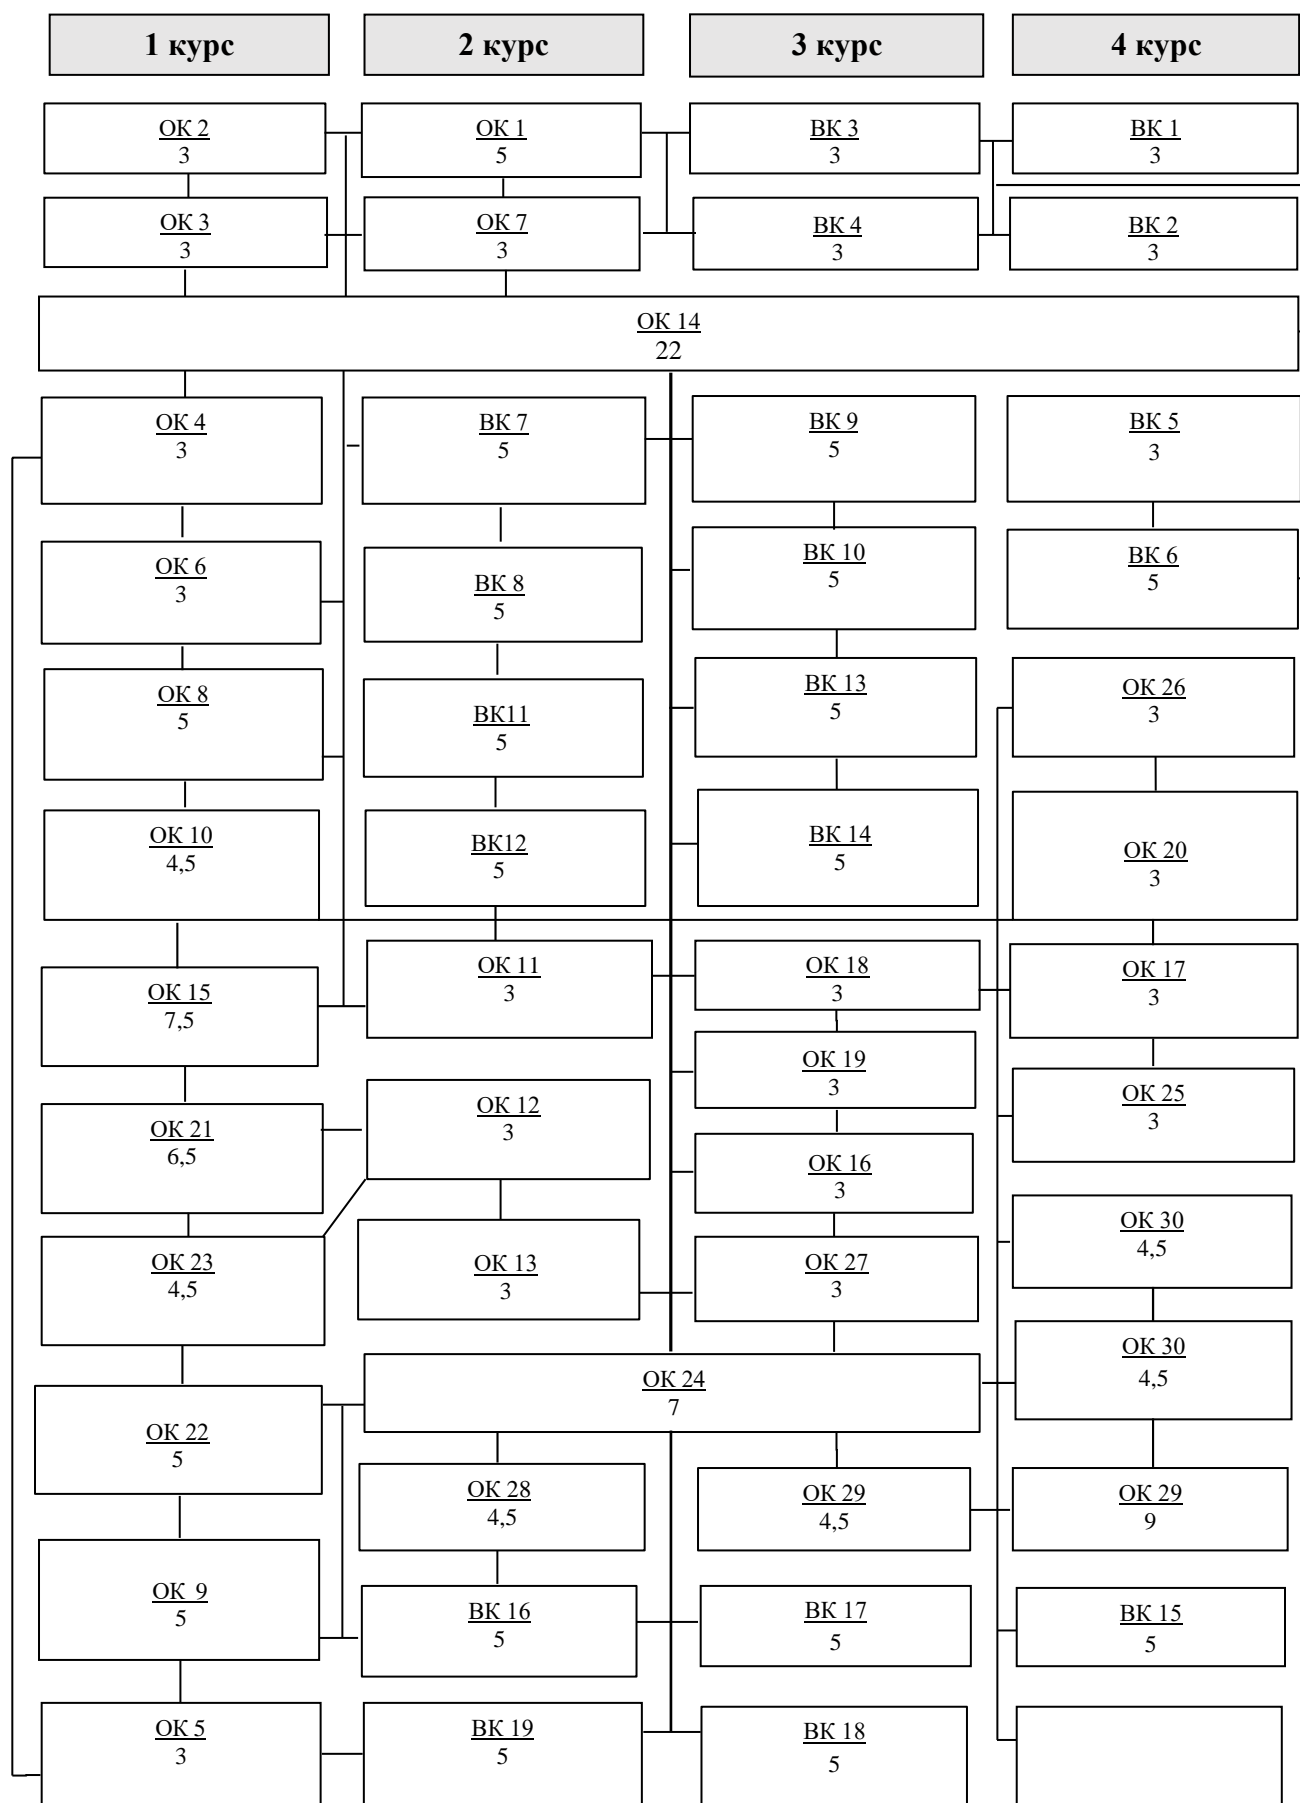 1 курс
2 курс
3 курс
4 курс
ОК 2
3
ОК 1
5
ВК 3
3
ВК 1
3
ОК 3
3
ОК 7
3
ВК 4
3
ВК 2
3
ОК 14
22
ОК 4
3
ВК 7
5
ВК 9
5
ВК 5
3
ОК 6
3
ВК 8
5
ВК 10
5
ВК 6
5
ОК 8
5
ВК11
5
ВК 13
5
ОК 26
3
ОК 10
4,5
ВК12
5
ВК 14
5
ОК 20
3
ОК 15
7,5
ОК 11
3
ОК 18
3
ОК 17
3
ОК 19
3
ОК 21
6,5
ОК 12
3
ОК 16
3
ОК 25
3
ОК 23
4,5
ОК 13
3
ОК 27
3
ОК 30
4,5
ОК 22
5
ОК 24
7
ОК 30
4,5
ОК 28
4,5
ОК 29
4,5
ОК 29
9
ОК 9
5
ВК 16
5
ВК 17
5
ВК 15
5
ОК 5
3
ВК 19
5
ВК 18
5